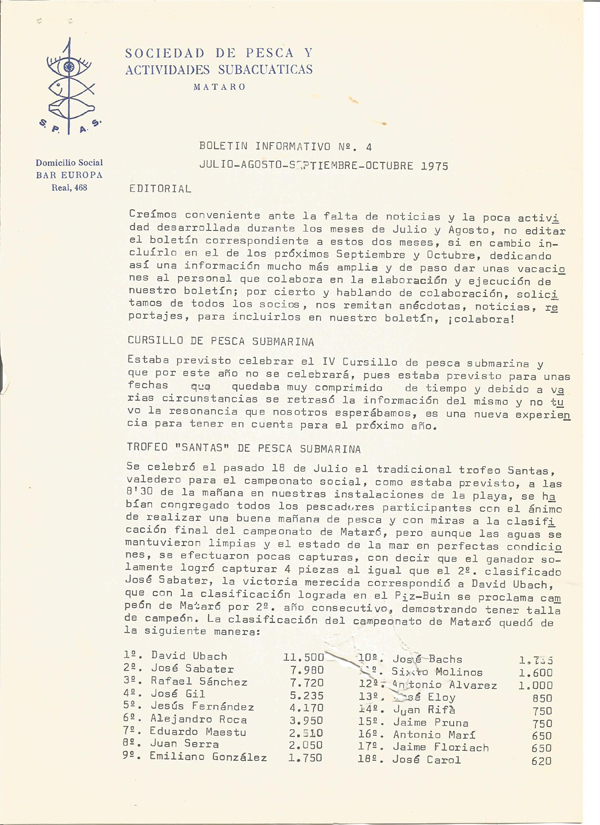 SOCIEDAD DE PESCA Y
ACTIVIDADES SUBACUATICAS
MATARO
S. P. A. S.
Domicilio Social
BAR EUROPA
Real, 468
BOLETIN INFORMATIVO Nº. 4
JULIO-AGOSTO-SEPTIEMBRE-OCTUBRE 1975
EDITORIAL
Creímos conveniente ante la falta de noticias y la poca activi
dad desarrollada durante los meses de Julio y Agosto, no editar
el boletín correspondiente a estos dos meses, si en cambio in-
cluírlo en el de los próximos Septiembre y Octubre, dedicando
así una información mucho más amplia y de paso dar unas vacacio
nes al personal que colabora en la elaboración y ejecución de
nuestro boletín; por cierto y hablando de colaboración, solici
tamos de todos los socios, nos remitan anécdotas, noticias, re
portajes, para incluirlos en nuestro boletín, ¡colabora!
CURSILLO DE PESCA SUBMARINA
Estaba previsto celebrar el IV Cursillo de pesca submarina y
que por este año no se celebrará, pues estaba previsto para unas
fechas que quedaba muy comprimido de tiempo y debido a va
rias circunstancias se retrasó la información del mismo y no tu
vo la resonancia que nosotros esperábamos, es una nueva experien
cia para tener en cuenta para el próximo año.
TROFEO "SANTAS" DE PESCA SUBMARINA
Se celebró el pasado 18 de Julio el tradicional trofeo Santas,
valedero para el campeonato social, como estaba previsto, a las
8'30 de la mañana en nuestras instalaciones de la playa, se ha
bían congregado todos los pescadores participantes con el ánimo
de realizar una buena mañana de pesca y con miras a la clasifi
cación final del campeonato de Mataró, pero aunque las aguas se
mantuvieron limpias y el estado de la mar en perfectas condicio
nes, se efectuaron pocas capturas, con decir que el ganador so-
lamente logró capturar 4 piezas al igual que el 2º. clasificado
José Sabater, la victoria merecida correspondió a David Ubach,
que con la clasificación lograda en el Piz-Buin se proclama cam
peón de Mataró por 2º. año consecutivo, demostrando tener talla
de campeón. La clasificación del campeonato de Mataró quedó de
la siguiente manera:
1º. David Ubach 11.500
2º. José Sabater 7.980
3º. Rafael Sánchez 7.720
4º. José Gil 5.235
5º. Jesús Fernández 4.170
6º. Alejandro Roca 3.950
7º. Eduardo Maestu 2.510
8º. Juan Serra 2.050
9º. Emiliano González 1.750
10º. José Bachs
Sixto Molinos 1.600
12º. Antonio Alvarez 1.000
13º. José Eloy 850
14º. Juan Rifà 750
15º. Jaime Pruna 750
16º. Antonio Marí 650
17º. Jaime Floriach 650
18º. José Carol 620